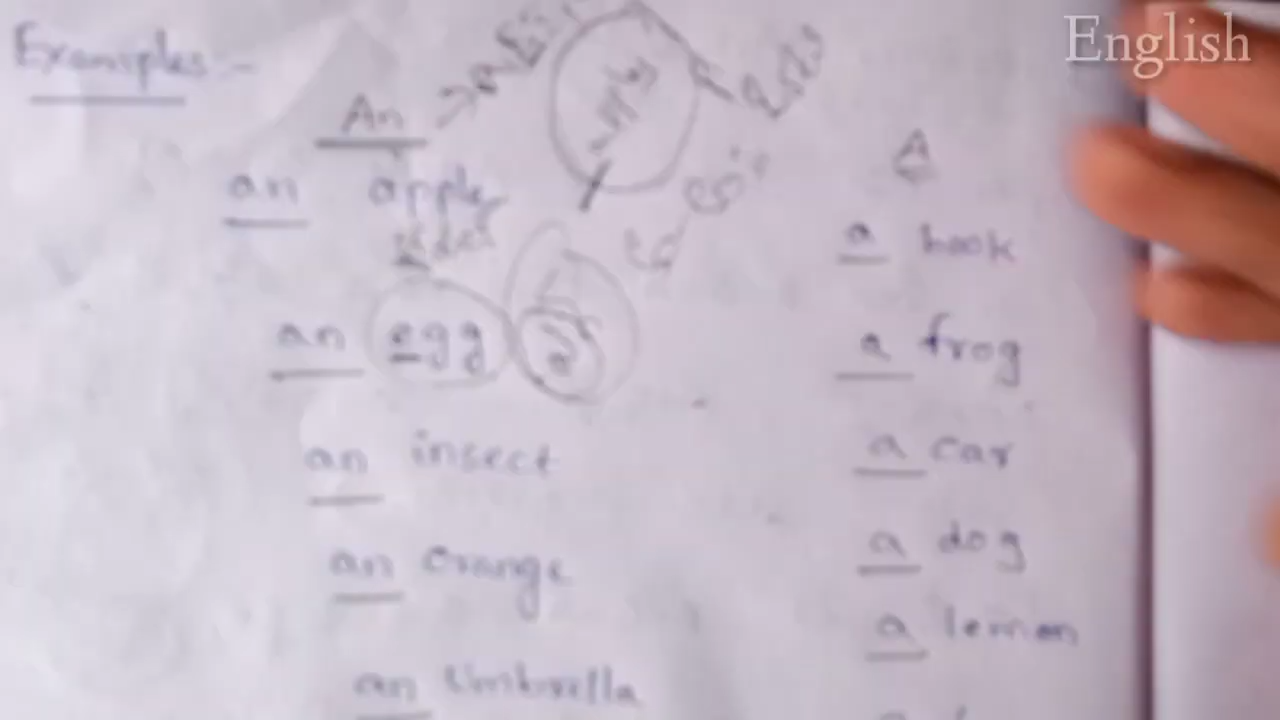 English
Examples:-
An
A
an apple
a book
an egg
a frog
an insect
a car
an orange
a dog
an umbrella
a lemon